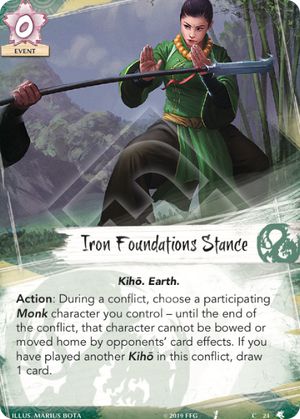 0
EVENT
Iron Foundations Stance
Kihō. Earth.
Action: During a conflict, choose a participating
Monk character you control – until the end of
the conflict, that character cannot be bowed or
moved home by opponents' card effects. If you
have played another Kihō in this conflict, draw
1 card.
ILLUS. MARIUS BOTA
© 2019 FFG
C 24